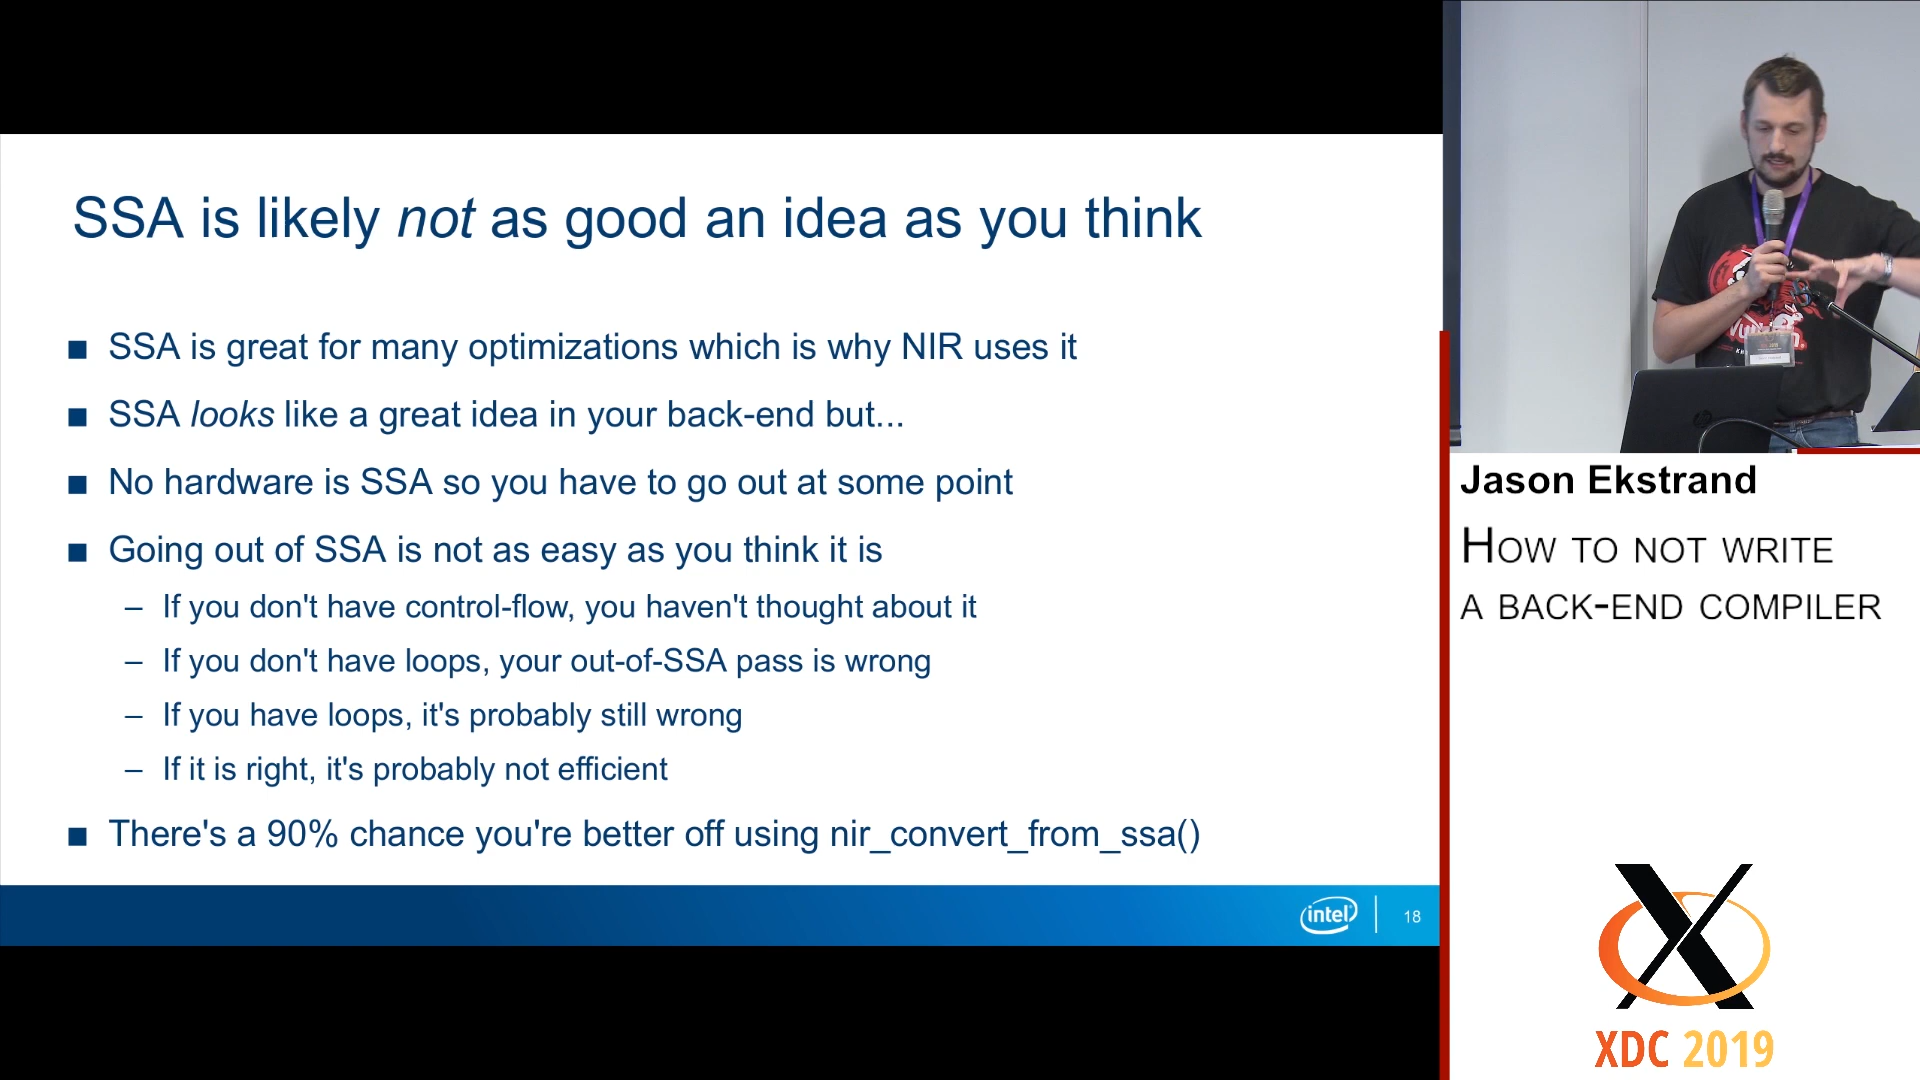 SSA is likely not as good an idea as you think
■ SSA is great for many optimizations which is why NIR uses it
■ SSA looks like a great idea in your back-end but...
■ No hardware is SSA so you have to go out at some point
■ Going out of SSA is not as easy as you think it is
– If you don't have control-flow, you haven't thought about it
– If you don't have loops, your out-of-SSA pass is wrong
– If you have loops, it's probably still wrong
– If it is right, it's probably not efficient
■ There's a 90% chance you're better off using nir_convert_from_ssa()
intel
18
Jason Ekstrand
How to not write
a back-end compiler
XDC 2019